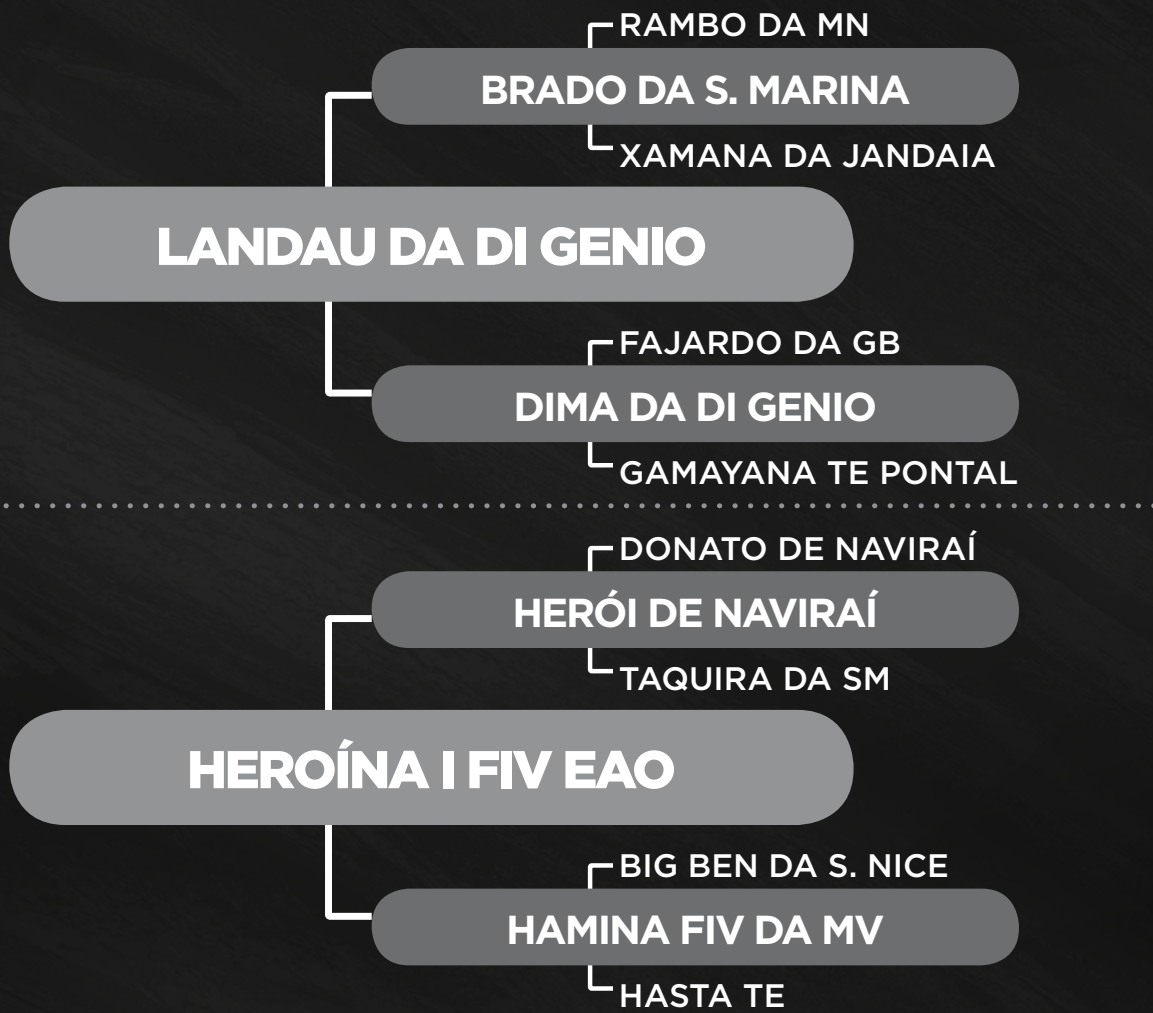 RAMBO DA MN
BRADO DA S. MARINA
XAMANA DA JANDAIA
LANDAU DA DI GENIO
FAJARDO DA GB
DIMA DA DI GENIO
GAMAYANA TE PONTAL
DONATO DE NAVIRAÍ
HERÓI DE NAVIRAÍ
TAQUIRA DA SM
HEROÍNA I FIV EAO
BIG BEN DA S. NICE
HAMINA FIV DA MV
HASTA TE